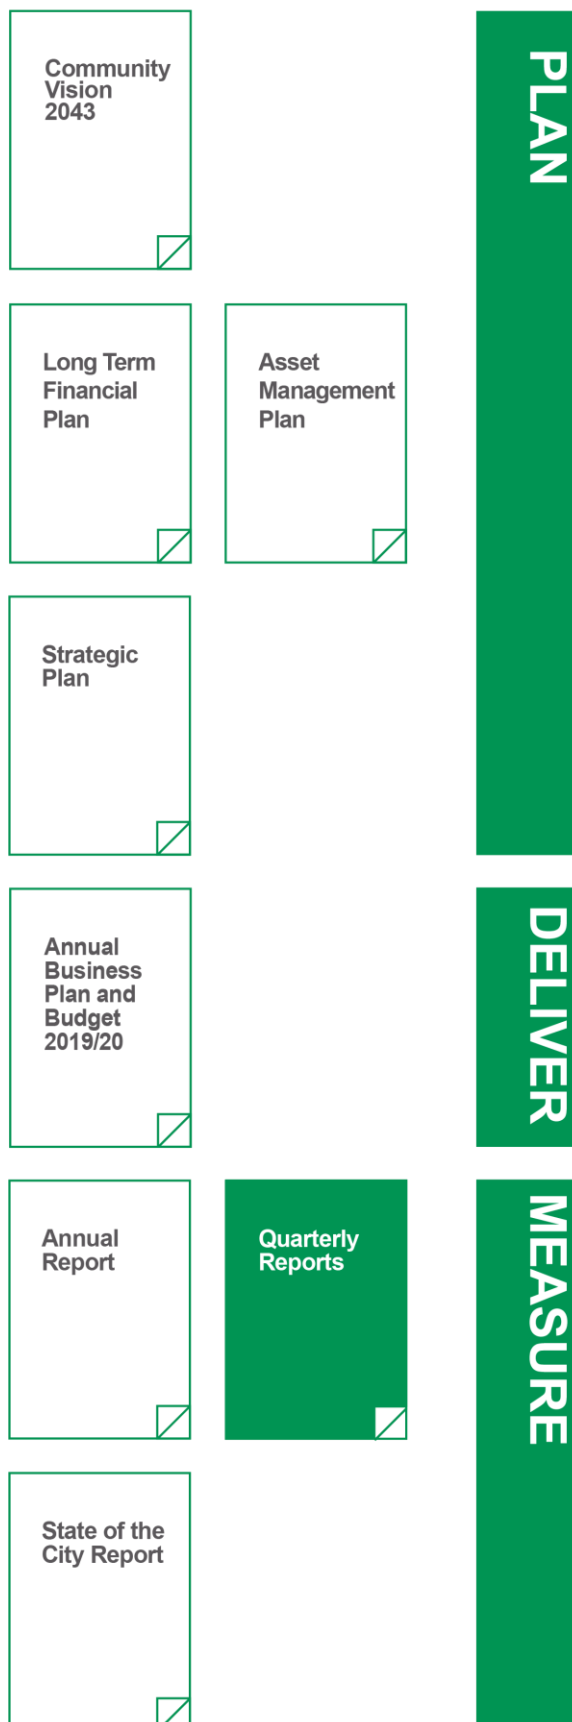 Community
Vision
2043
PLAN
Long Term
Financial
Plan
Asset
Management
Plan
Strategic
Plan
Annual
Business
Plan and
Budget
2019/20
DELIVER
Annual
Report
Quarterly
Reports
MEASURE
State of the
City Report